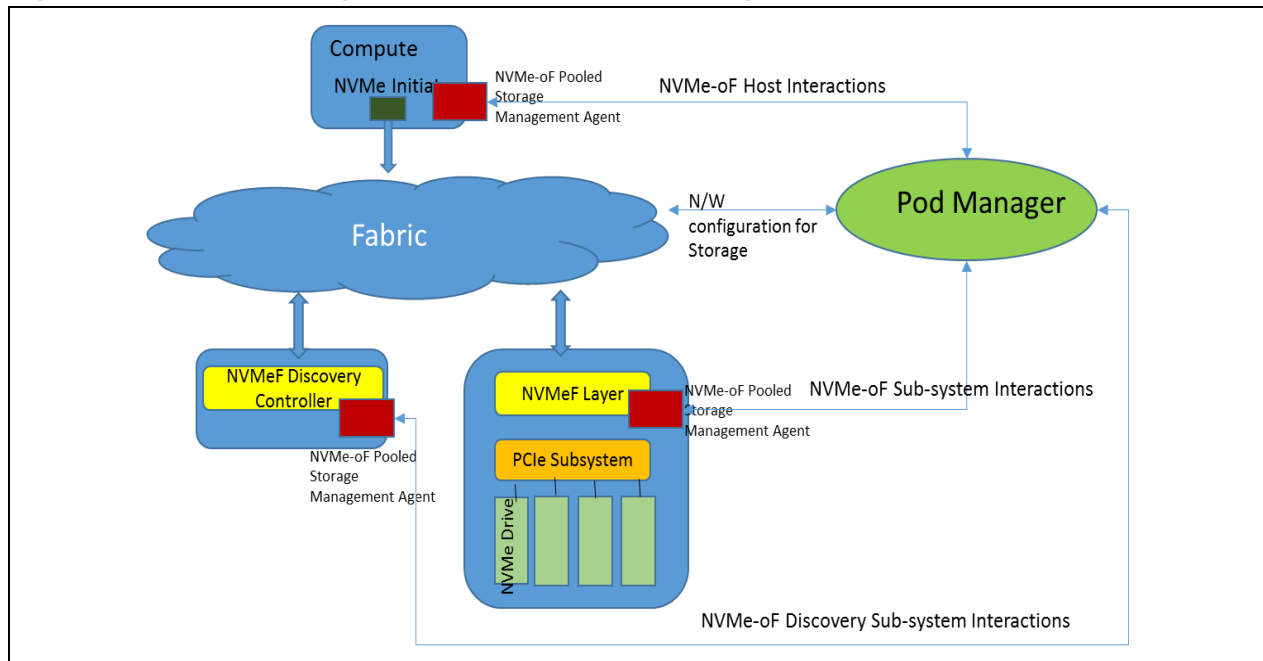 Compute
NVMe Initia
NVMe-oF Pooled
Storage
Management Agent
NVMe-oF Host Interactions
Fabric
N/W
configuration for
Storage
Pod Manager
NVMeF Discovery
Controller
NVMe-oF Pooled
Storage
Management Agent
NVMeF Layer
NVMe-oF Pooled
Storage
Management Agent
NVMe-oF Sub-system Interactions
PCIe Subsystem
NVMe Drive
NVMe-oF Discovery Sub-system Interactions